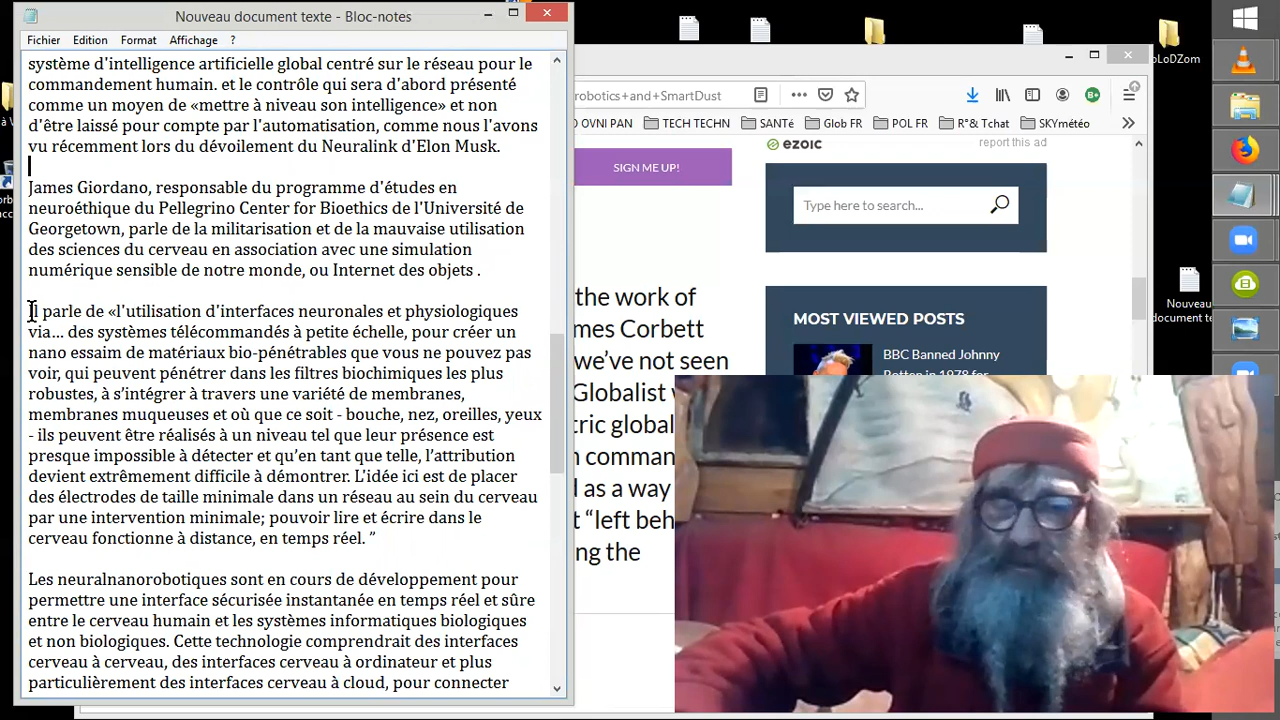 Nouveau document texte - Bloc-notes
Fichier Edition Format Affichage ?
système d'intelligence artificielle global centré sur le réseau pour le
commandement humain. et le contrôle qui sera d'abord présenté
comme un moyen de «mettre à niveau son intelligence» et non
d'être laissé pour compte par l'automatisation, comme nous l'avons
vu récemment lors du dévoilement du Neuralink d'Elon Musk.
James Giordano, responsable du programme d'études en
neuroéthique du Pellegrino Center for Bioethics de l'Université de
Georgetown, parle de la militarisation et de la mauvaise utilisation
des sciences du cerveau en association avec une simulation
numérique sensible de notre monde, ou Internet des objets .
Il parle de «l'utilisation d'interfaces neuronales et physiologiques
via... des systèmes télécommandés à petite échelle, pour créer un
nano essaim de matériaux bio-pénétrables que vous ne pouvez pas
voir, qui peuvent pénétrer dans les filtres biochimiques les plus
robustes, à s'intégrer à travers une variété de membranes,
membranes muqueuses et où que ce soit - bouche, nez, oreilles, yeux
- ils peuvent être réalisés à un niveau tel que leur présence est
presque impossible à détecter et qu'en tant que telle, l'attribution
devient extrêmement difficile à démontrer. L'idée ici est de placer
des électrodes de taille minimale dans un réseau au sein du cerveau
par une intervention minimale; pouvoir lire et écrire dans le
cerveau fonctionne à distance, en temps réel. ”
Les neuralnanorobotiques sont en cours de développement pour
permettre une interface sécurisée instantanée en temps réel et sûre
entre le cerveau humain et les systèmes informatiques biologiques
et non biologiques. Cette technologie comprendrait des interfaces
cerveau à cerveau, des interfaces cerveau à ordinateur et plus
particulièrement des interfaces cerveau à cloud, pour connecter
robotics+and+SmartDust
OVNI PAN TECH TECHN SANTé Glob FR POL FR R°& Tchat SKYmétéo
ezoic report this ad
SIGN ME UP!
Type here to search...
the work of
mes Corbett
we've not seen
Globalist
tric global
n comma
d as a way
t “left beh
ng the
MOST VIEWED POSTS
BBC Banned Johnny
Rotten in 1978 for
oLoDZom
Nouveau
document te